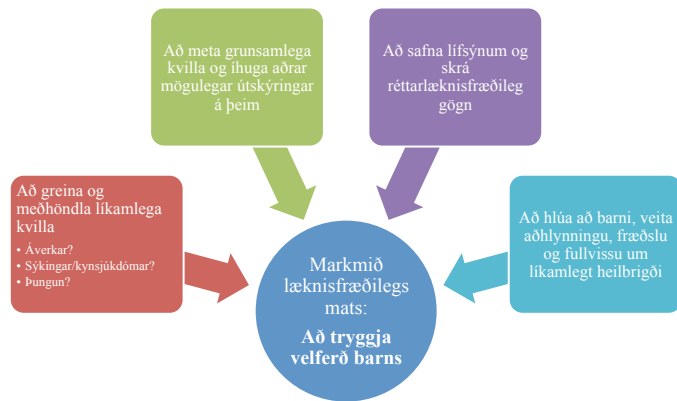 Að meta grunsamlega
kvilla og íhuga aðrar
mögulegar útskýringar
á þeim
Að safna lífsýnum og
skrá
réttarlæknisfræðileg
gögn
Að greina og
meðhöndla líkamlega
kvilla
• Áverkar?
• Sýkingar/kynsjúkdómar?
• Þungun?
Að hlúa að barni, veita
aðhlynningu, fræðslu
og fullvissu um
líkamlegt heilbrigði
Markmið
læknisfræðilegs
mats:
Að tryggja
velferð barns